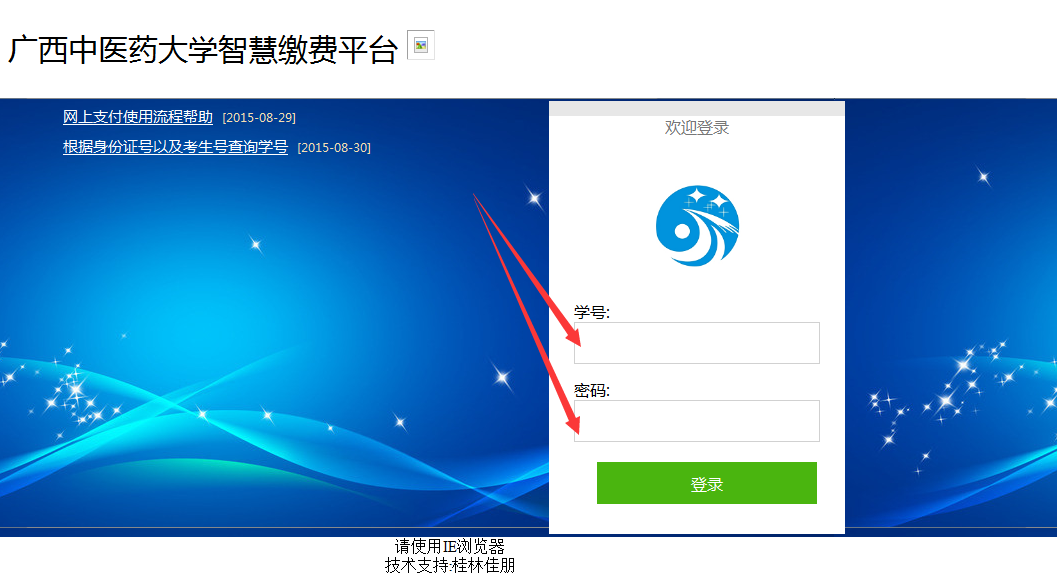 广西中医药大学智慧缴费平台
网上支付使用流程帮助 [2015-08-29]
根据身份证号以及考生号查询学号 [2015-08-30]
欢迎登录
学号:
密码:
登录
请使用IE浏览器
技术支持:桂林佳朋